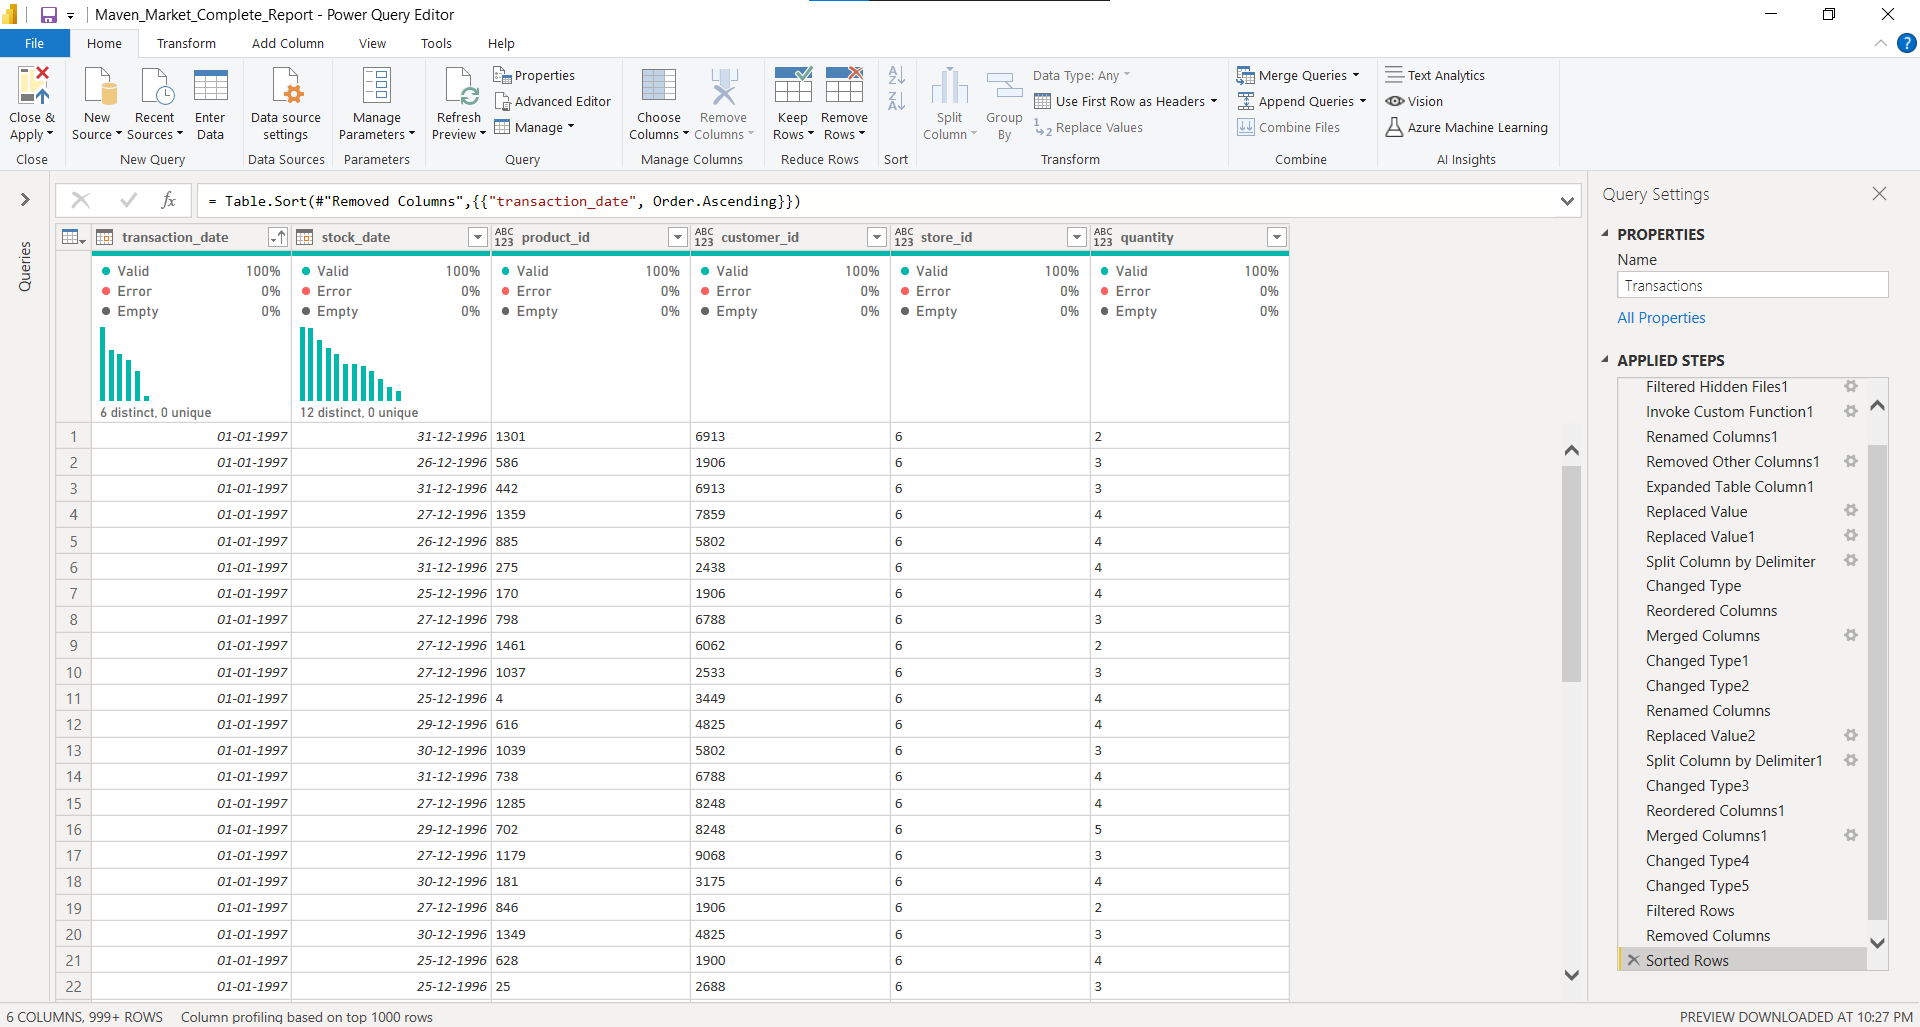 Maven_Market_Complete_Report - Power Query Editor
File Home Transform Add Column View Tools Help
Close & Apply
Close
New Source
Recent Sources
Enter Data
New Query
Data source settings
Data Sources
Manage Parameters
Parameters
Refresh Preview
Properties
Advanced Editor
Manage
Query
Choose Columns
Remove Columns
Manage Columns
Keep Rows
Remove Rows
Reduce Rows
A Z
Z A
Sort
Split Column
Group By
Data Type: Any
Use First Row as Headers
1 2 Replace Values
Transform
Merge Queries
Append Queries
Combine Files
Combine
Text Analytics
Vision
Azure Machine Learning
AI Insights
?
Queries
fx = Table.Sort(#"Removed Columns",{{"transaction_date", Order.Ascending}})
transaction_date stock_date ABC 123 product_id ABC 123 customer_id ABC 123 store_id ABC 123 quantity
Valid 100% Valid 100% Valid 100% Valid 100% Valid 100% Valid 100%
Error 0% Error 0% Error 0% Error 0% Error 0% Error 0%
Empty 0% Empty 0% Empty 0% Empty 0% Empty 0% Empty 0%
6 distinct, 0 unique 12 distinct, 0 unique
1 01-01-1997 31-12-1996 1301 6913 6 2
2 01-01-1997 26-12-1996 586 1906 6 3
3 01-01-1997 31-12-1996 442 6913 6 3
4 01-01-1997 27-12-1996 1359 7859 6 4
5 01-01-1997 26-12-1996 885 5802 6 4
6 01-01-1997 31-12-1996 275 2438 6 4
7 01-01-1997 25-12-1996 170 1906 6 4
8 01-01-1997 27-12-1996 798 6788 6 3
9 01-01-1997 27-12-1996 1461 6062 6 2
10 01-01-1997 27-12-1996 1037 2533 6 3
11 01-01-1997 25-12-1996 4 3449 6 4
12 01-01-1997 29-12-1996 616 4825 6 4
13 01-01-1997 30-12-1996 1039 5802 6 3
14 01-01-1997 31-12-1996 738 6788 6 4
15 01-01-1997 27-12-1996 1285 8248 6 4
16 01-01-1997 29-12-1996 702 8248 6 5
17 01-01-1997 27-12-1996 1179 9068 6 3
18 01-01-1997 30-12-1996 181 3175 6 4
19 01-01-1997 27-12-1996 846 1906 6 2
20 01-01-1997 30-12-1996 1349 4825 6 3
21 01-01-1997 25-12-1996 628 1900 6 4
22 01-01-1997 25-12-1996 25 2688 6 3
Query Settings
PROPERTIES
Name
Transactions
All Properties
APPLIED STEPS
Filtered Hidden Files1
Invoke Custom Function1
Renamed Columns1
Removed Other Columns1
Expanded Table Column1
Replaced Value
Replaced Value1
Split Column by Delimiter
Changed Type
Reordered Columns
Merged Columns
Changed Type1
Changed Type2
Renamed Columns
Replaced Value2
Split Column by Delimiter1
Changed Type3
Reordered Columns1
Merged Columns1
Changed Type4
Changed Type5
Filtered Rows
Removed Columns
Sorted Rows
6 COLUMNS, 999+ ROWS Column profiling based on top 1000 rows
PREVIEW DOWNLOADED AT 10:27 PM